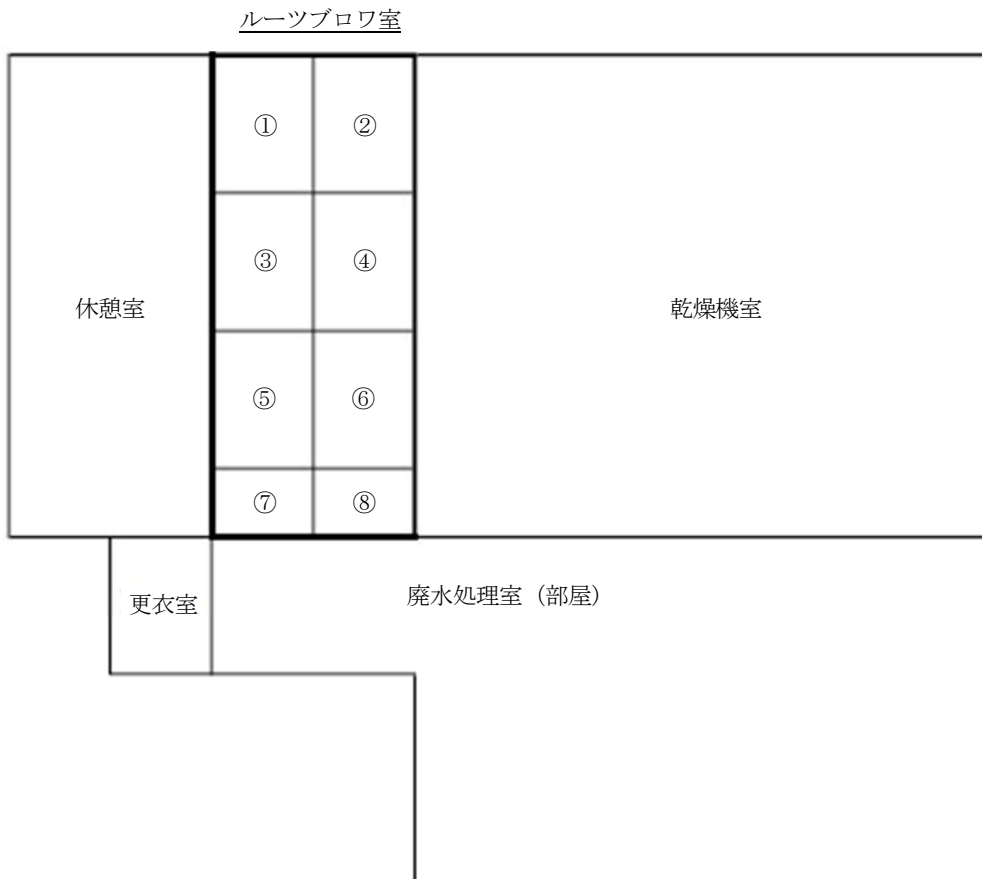 ルーツブロワ室
① ②
③ ④
休憩室 乾燥機室
⑤ ⑥
⑦ ⑧
更衣室 廃水処理室（部屋）